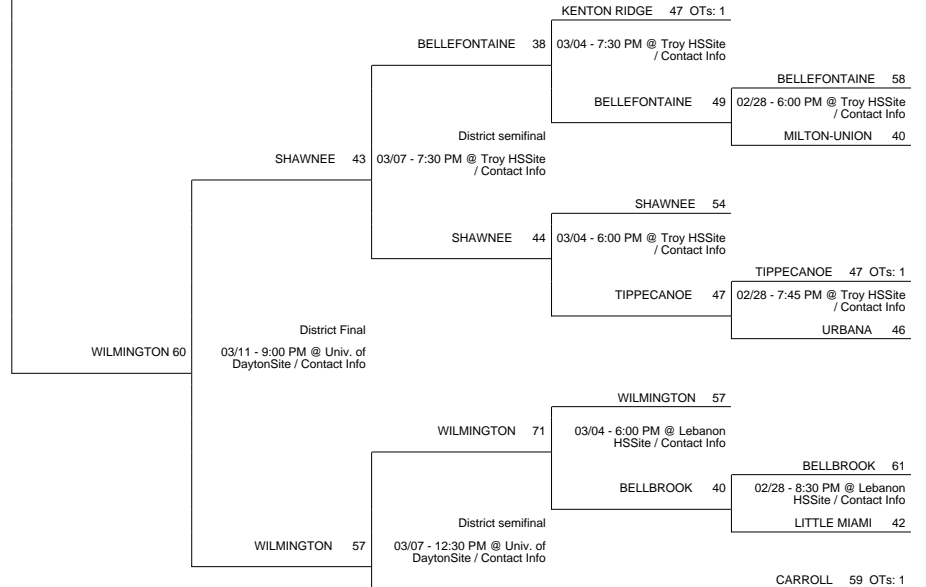 KENTON RIDGE 47 OTs: 1
BELLEFONTAINE 38
03/04 - 7:30 PM @ Troy HSSite
/ Contact Info
BELLEFONTAINE 58
BELLEFONTAINE 49
02/28 - 6:00 PM @ Troy HSSite
/ Contact Info
MILTON-UNION 40
District semifinal
SHAWNEE 43
03/07 - 7:30 PM @ Troy HSSite
/ Contact Info
SHAWNEE 54
SHAWNEE 44
03/04 - 6:00 PM @ Troy HSSite
/ Contact Info
TIPPECANOE 47 OTs: 1
TIPPECANOE 47
02/28 - 7:45 PM @ Troy HSSite
/ Contact Info
URBANA 46
District Final
WILMINGTON 60
03/11 - 9:00 PM @ Univ. of
DaytonSite / Contact Info
WILMINGTON 57
WILMINGTON 71
03/04 - 6:00 PM @ Lebanon
HSSite / Contact Info
BELLBROOK 61
BELLBROOK 40
02/28 - 8:30 PM @ Lebanon
HSSite / Contact Info
LITTLE MIAMI 42
District semifinal
WILMINGTON 57
03/07 - 12:30 PM @ Univ. of
DaytonSite / Contact Info
CARROLL 59 OTs: 1